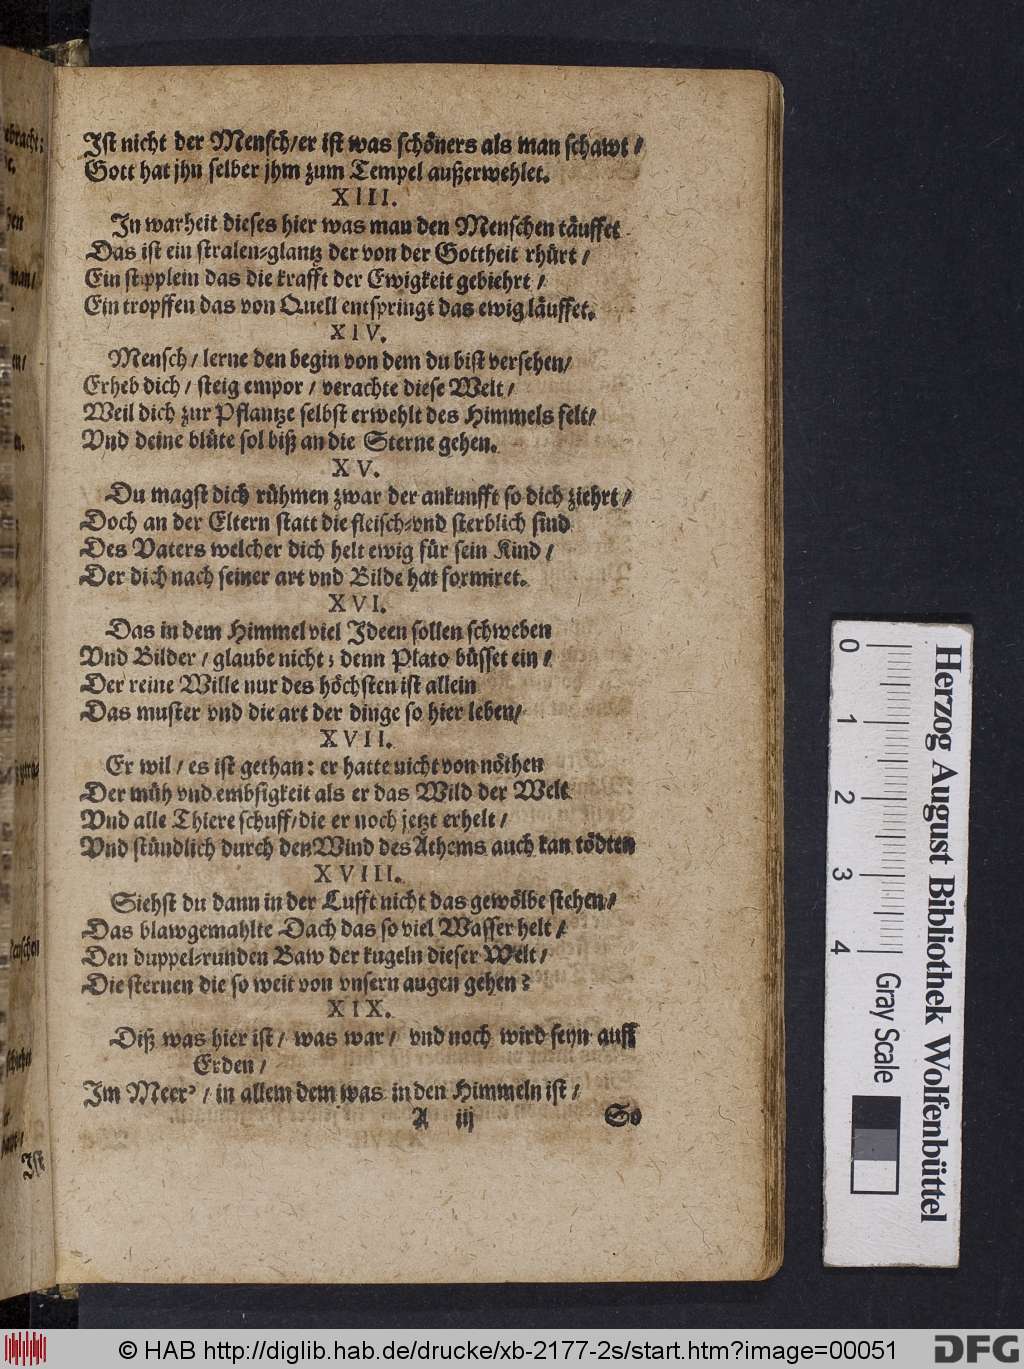 Ist nicht der Mensch/er ist was schöners als man schawt /
Gott hat jhn selber jhm zum Tempel außerwehlet.
XIII.
In warheit dieses hier was man den Menschen täuffet
Das ist ein stralen-glantz der von der Gottheit rhürt /
Ein stipplein das die krafft der Ewigkeit gebiehrt /
Ein tropffen das von Quell entspringt das ewig läuffet.
XIV.
Mensch / lerne den begin von dem du bist versehen/
Erheb dich / steig empor / verachte diese Welt /
Weil dich zur Pflantze selbst erwehlt des Himmels felt/
Vnd deine blüte sol biß an die Sterne gehen.
XV.
Du magst dich rühmen zwar der ankunfft so dich ziehrt /
Doch an der Eltern statt die fleisch-vnd sterblich sind
Des Vaters welcher dich helt ewig für sein Kind /
Der dich nach seiner art vnd Bilde hat formiret.
XVI.
Das in dem Himmel viel Ideen sollen schweben
Vnd Bilder / glaube nicht; denn Plato büsset ein /
Der reine Wille nur des höchsten ist allein
Das muster vnd die art der dinge so hier leben/
XVII.
Er wil / es ist gethan: er hatte nicht von nöthen
Der müh vnd embsigkeit als er das Wild der Welt
Vnd alle Thiere schuff/die er noch jetzt erhelt /
Vnd stündlich durch den Wind des Athems auch kan tödten
XVIII.
Siehst du dann in der Lufft nicht das gewölbe stehen/
Das blawgemahlte Dach das so viel Wasser helt /
Den duppel-runden Baw der kugeln dieser Welt /
Die sternen die so weit von vnsern augen gehen?
XIX.
Diß was hier ist / was war / vnd noch wird seyn auff
Erden /
Im Meer' / in allem dem was in den Himmeln ist /
A iij So
Ist
0 1 2 3 4
Herzog August Bibliothek Wolfenbüttel
Gray Scale
© HAB http://diglib.hab.de/drucke/xb-2177-2s/start.htm?image=00051
DFG